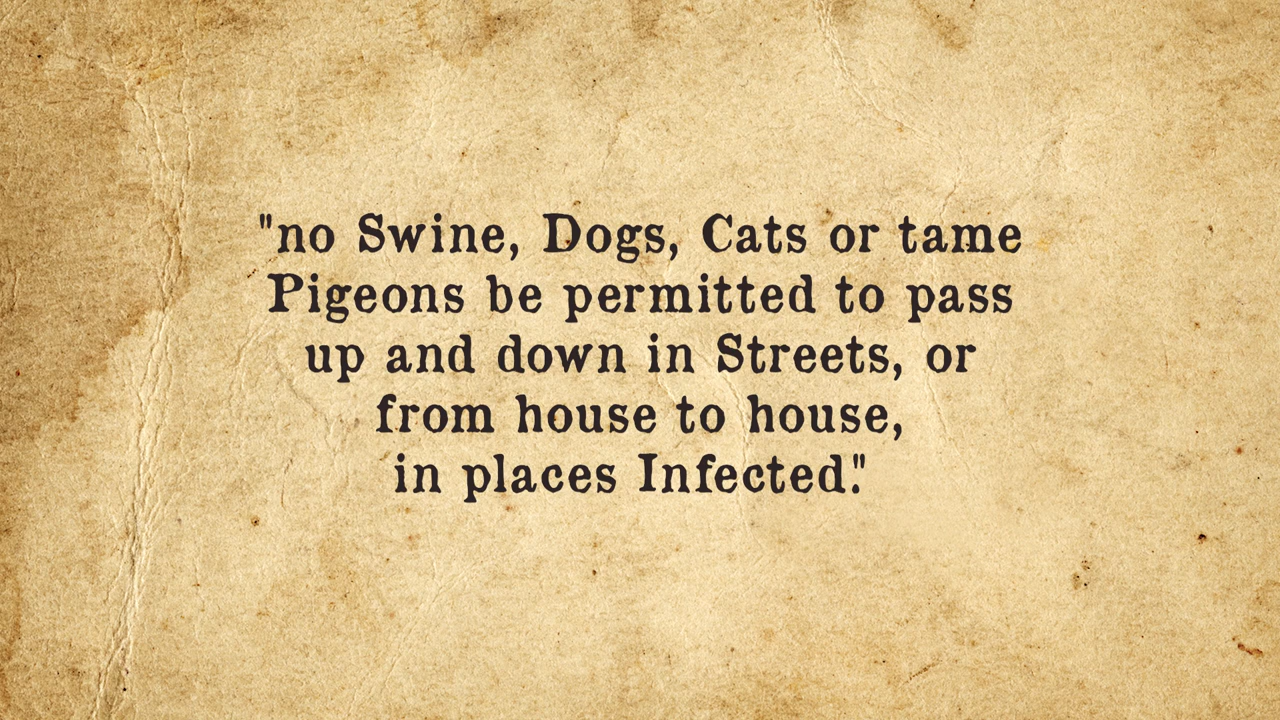 "no Swine, Dogs, Cats or tame
Pigeons be permitted to pass
up and down in Streets, or
from house to house,
in places Infected."